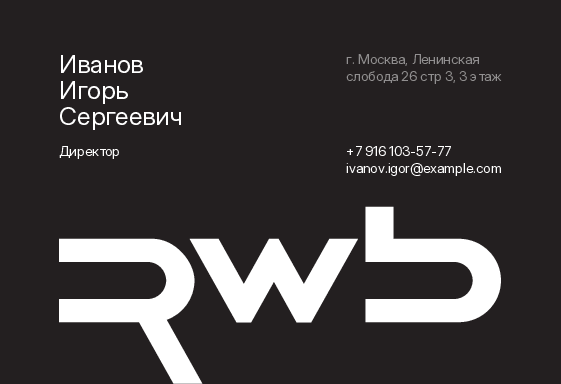 Иванов
Игорь
Сергеевич
Директор
г. Москва, Ленинская
слобода 26 стр 3, 3 этаж
+7 916 103-57-77
ivanov.igor@example.com
Rwb